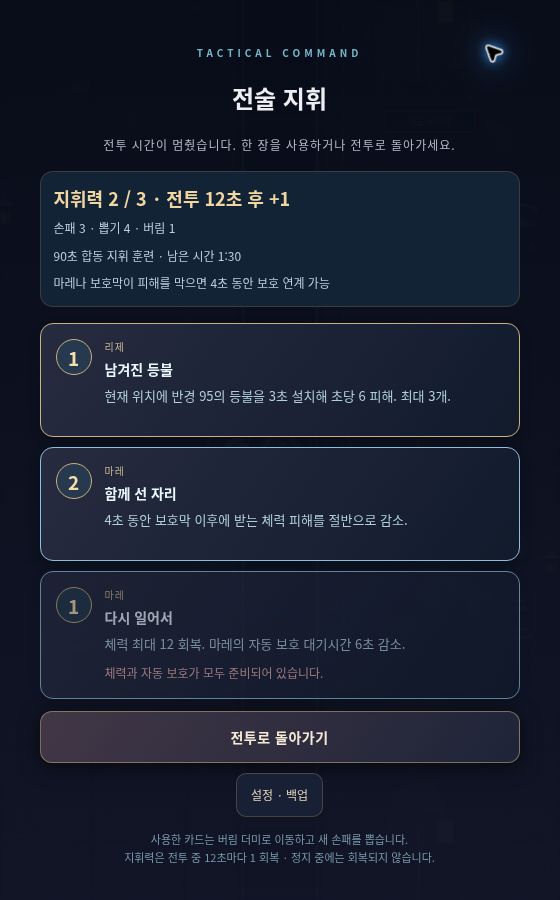 TACTICAL COMMAND
전술 지휘
전투 시간이 멈췄습니다. 한 장을 사용하거나 전투로 돌아가세요.
지휘력 2 / 3 · 전투 12초 후 +1
손패 3 · 뽑기 4 · 버림 1
90초 합동 지휘 훈련 · 남은 시간 1:30
마레나 보호막이 피해를 막으면 4초 동안 보호 연계 가능
1
리제
남겨진 등불
현재 위치에 반경 95의 등불을 3초 설치해 초당 6 피해. 최대 3개.
2
마레
함께 선 자리
4초 동안 보호막 이후에 받는 체력 피해를 절반으로 감소.
1
마레
다시 일어서
체력 최대 12 회복. 마레의 자동 보호 대기시간 6초 감소.
체력과 자동 보호가 모두 준비되어 있습니다.
전투로 돌아가기
설정 · 백업
사용한 카드는 버림 더미로 이동하고 새 손패를 뽑습니다.
지휘력은 전투 중 12초마다 1 회복 · 정지 중에는 회복되지 않습니다.